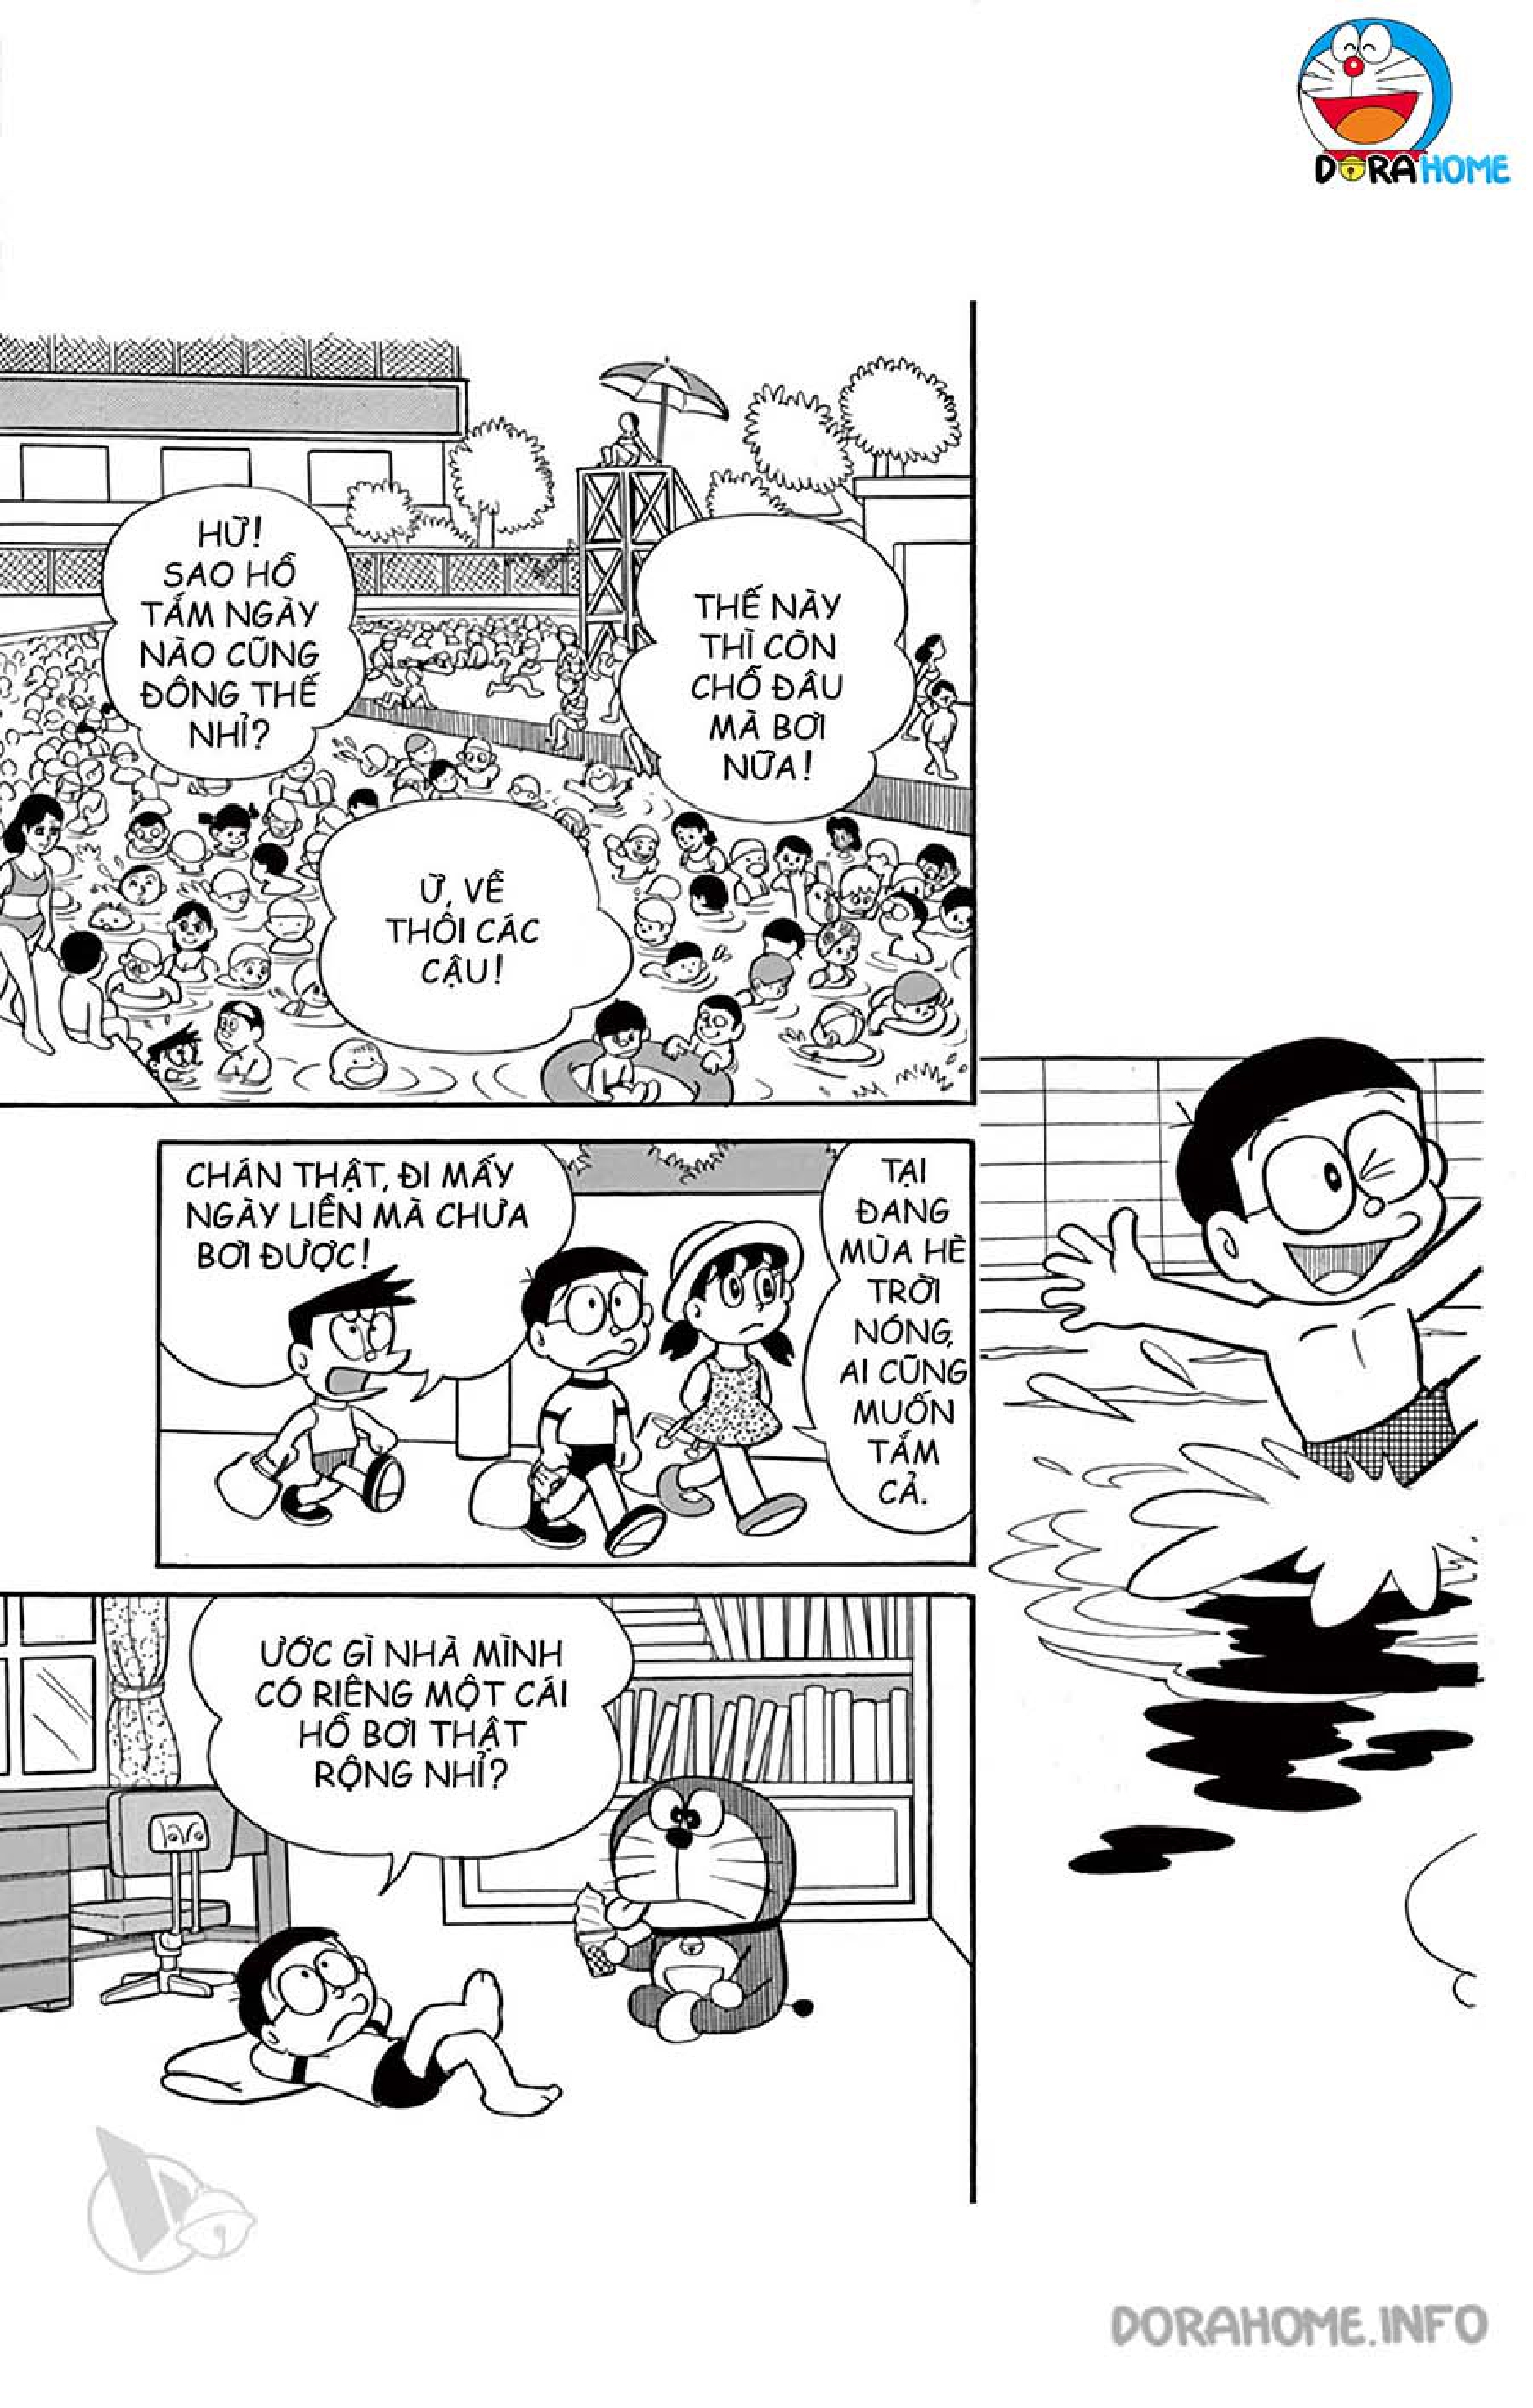 DORAHOME
THẾ NÀY
THÌ CÒN
CHỖ ĐÂU
MÀ BƠI
NỮA!
HỪ!
SAO HỒ
TẮM NGÀY
NÀO CŨNG
ĐÔNG THẾ
NHỈ?
Ừ, VỀ
THÔI CÁC
CẬU!
TẠI
ĐANG
MÙA HÈ
TRỜI
NÓNG,
AI CŨNG
MUỐN
TẮM
CẢ.
CHÁN THẬT, ĐI MẤY
NGÀY LIỀN MÀ CHƯA
BƠI ĐƯỢC!
ƯỚC GÌ NHÀ MÌNH
CÓ RIÊNG MỘT CÁI
HỒ BƠI THẬT
RỘNG NHỈ?
DORAHOME.INFO